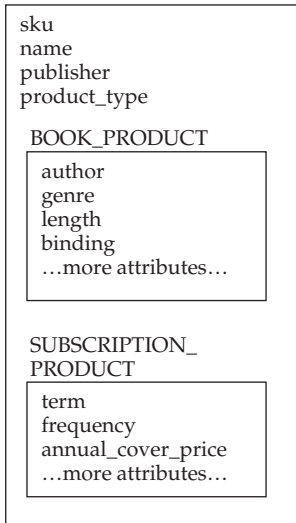 sku
name
publisher
product_type
BOOK_PRODUCT
author
genre
length
binding
…more attributes…
SUBSCRIPTION_
PRODUCT
term
frequency
annual_cover_price
…more attributes…